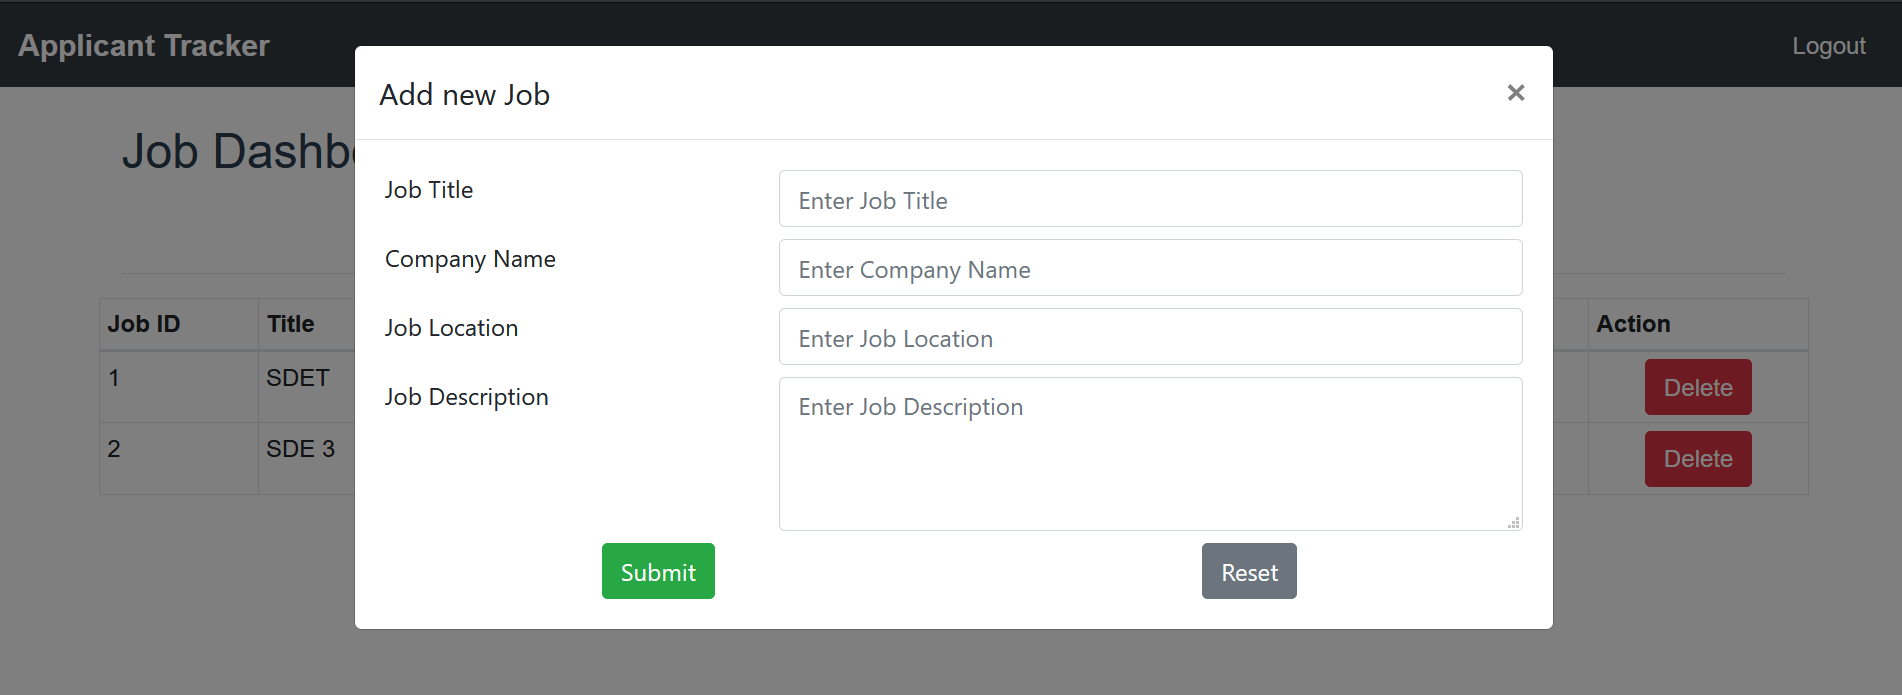 Applicant Tracker
Logout
Add new Job
×
Job Dashb
Job Title
Enter Job Title
Company Name
Enter Company Name
Job ID
Title
Action
Job Location
Enter Job Location
1
SDET
Delete
Job Description
Enter Job Description
2
SDE 3
Delete
Submit
Reset